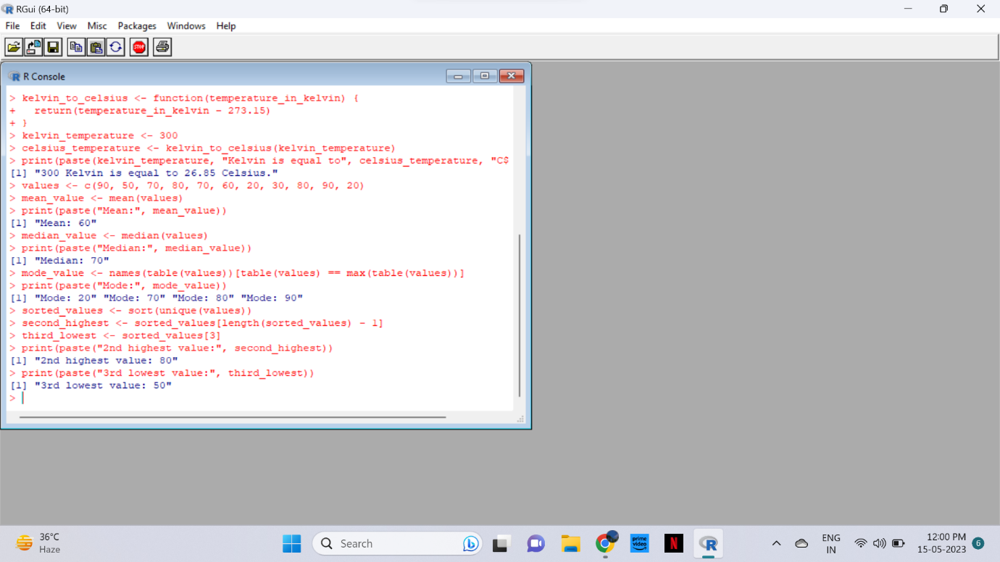 RGui (64-bit)
File Edit View Misc Packages Windows Help
STOP
R Console
> kelvin_to_celsius <- function(temperature_in_kelvin) {
+   return(temperature_in_kelvin - 273.15)
+ }
> kelvin_temperature <- 300
> celsius_temperature <- kelvin_to_celsius(kelvin_temperature)
> print(paste(kelvin_temperature, "Kelvin is equal to", celsius_temperature, "C$
[1] "300 Kelvin is equal to 26.85 Celsius."
> values <- c(90, 50, 70, 80, 70, 60, 20, 30, 80, 90, 20)
> mean_value <- mean(values)
> print(paste("Mean:", mean_value))
[1] "Mean: 60"
> median_value <- median(values)
> print(paste("Median:", median_value))
[1] "Median: 70"
> mode_value <- names(table(values))[table(values) == max(table(values))]
> print(paste("Mode:", mode_value))
[1] "Mode: 20" "Mode: 70" "Mode: 80" "Mode: 90"
> sorted_values <- sort(unique(values))
> second_highest <- sorted_values[length(sorted_values) - 1]
> third_lowest <- sorted_values[3]
> print(paste("2nd highest value:", second_highest))
[1] "2nd highest value: 80"
> print(paste("3rd lowest value:", third_lowest))
[1] "3rd lowest value: 50"
>
36°C
Haze
Search
prime video
N
R
ENG
IN
12:00 PM
15-05-2023
6